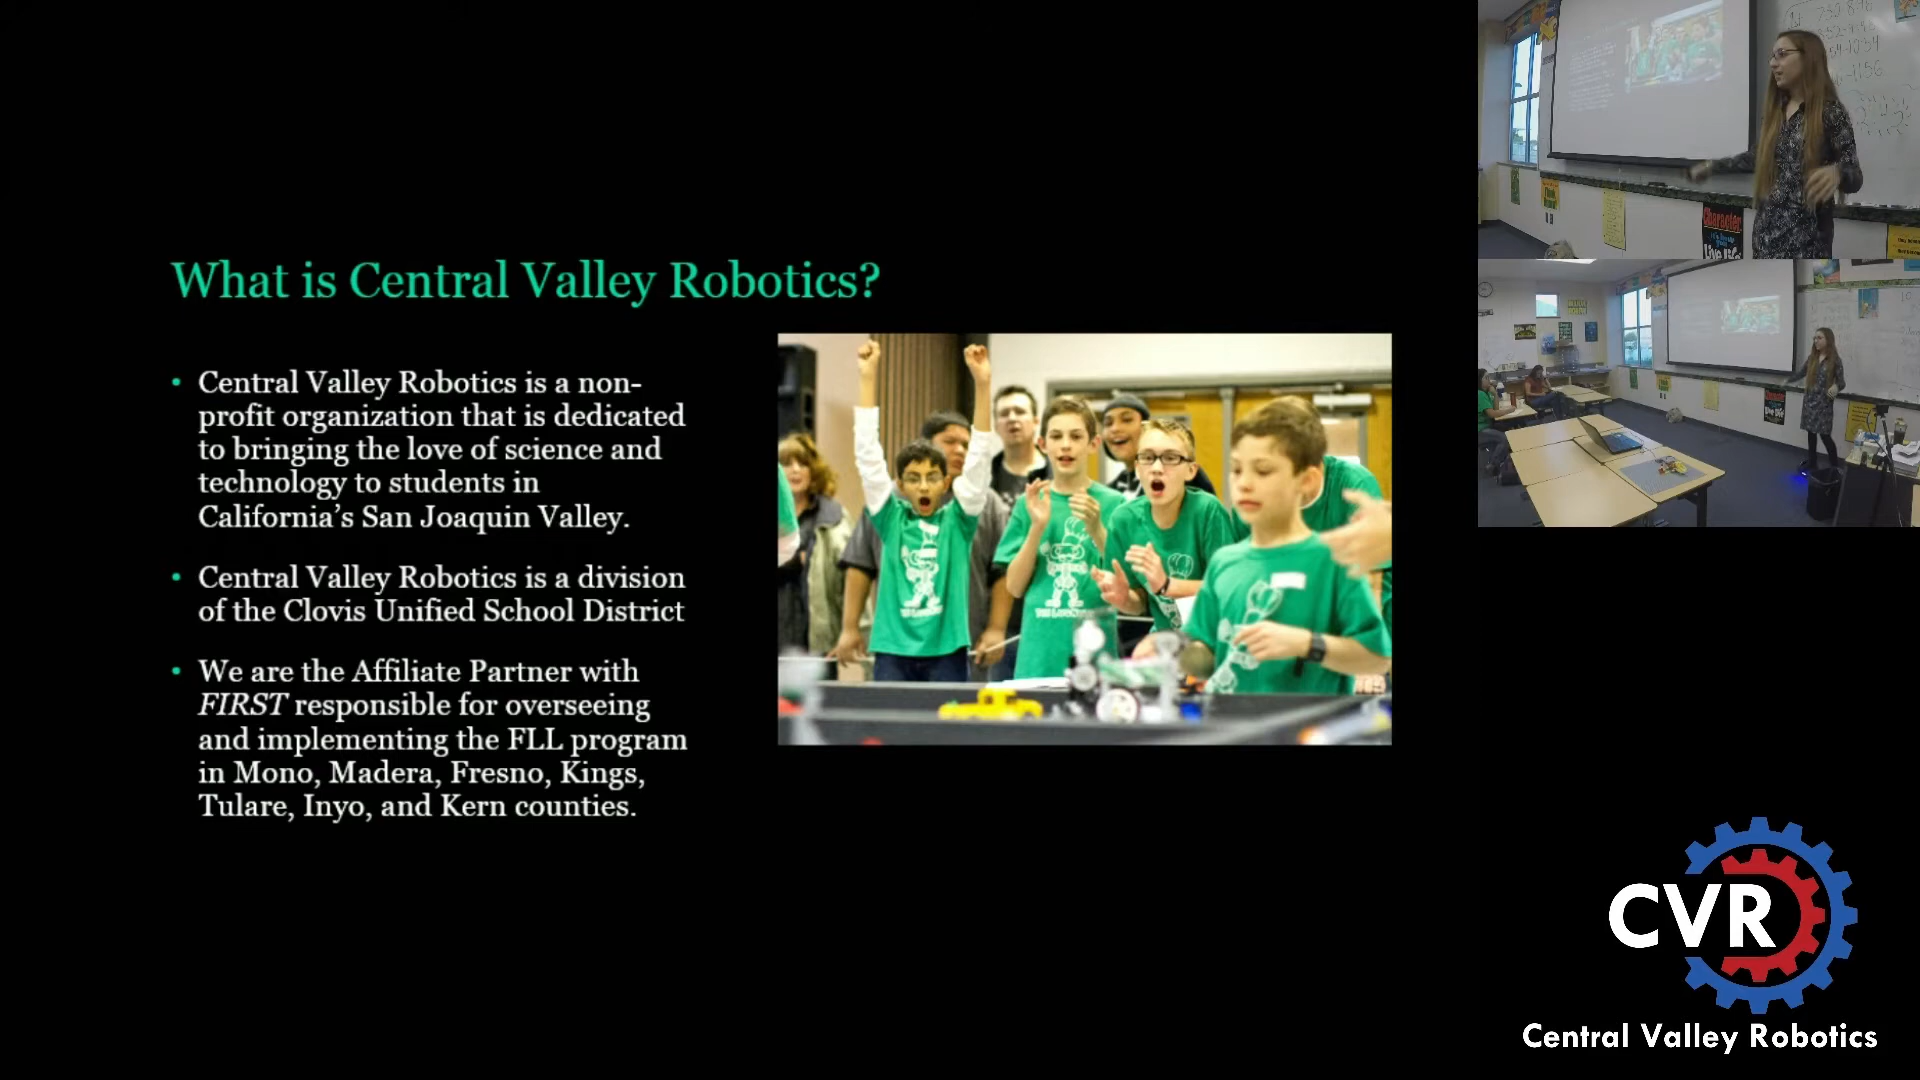 What is Central Valley Robotics?
• Central Valley Robotics is a non-
profit organization that is dedicated
to bringing the love of science and
technology to students in
California's San Joaquin Valley.
• Central Valley Robotics is a division
of the Clovis Unified School District
• We are the Affiliate Partner with
FIRST responsible for overseeing
and implementing the FLL program
in Mono, Madera, Fresno, Kings,
Tulare, Inyo, and Kern counties.
Character
Live life
CVR
Central Valley Robotics